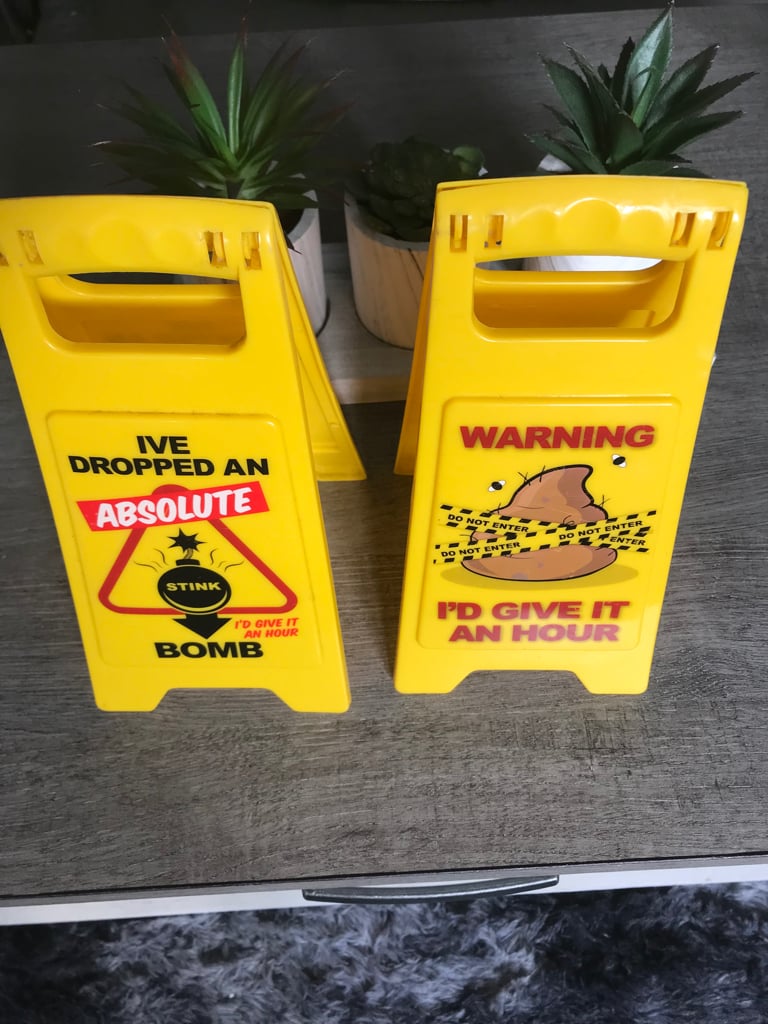 IVE
DROPPED AN
ABSOLUTE
STINK
I'D GIVE IT
AN HOUR
BOMB
WARNING
DO NOT ENTER
DO NOT ENTER
DO NOT ENTER
DO NOT ENTER
ENTER
I'D GIVE IT
AN HOUR